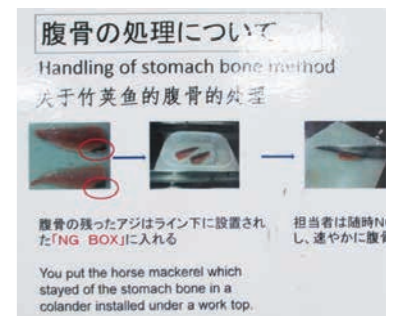 腹骨の処理について
Handling of stomach bone method
关于竹英鱼的腹骨的处理
腹骨の残ったアジはライン下に設置され
た「NG BOX」に入れる
担当者は随時N
し、速やかに腹骨
You put the horse mackerel which
stayed of the stomach bone in a
colander installed under a work top.